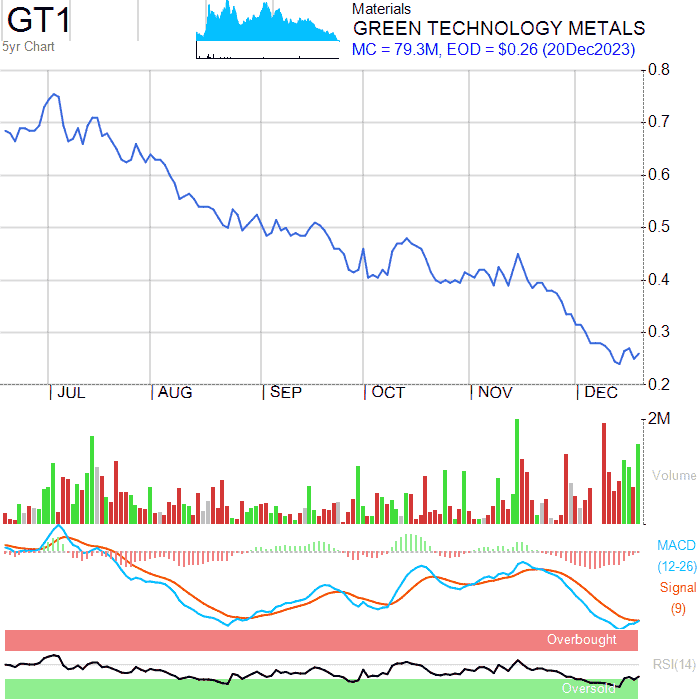 GT1
5yr Chart
Materials
GREEN TECHNOLOGY METALS
MC = 79.3M, EOD = $0.26 (20Dec2023)
0.8
0.7
0.6
0.5
0.4
0.3
0.2
JUL AUG SEP OCT NOV DEC
2M
Volume
MACD
(12-26)
Signal
(9)
Overbought
RSI(14)
Oversold